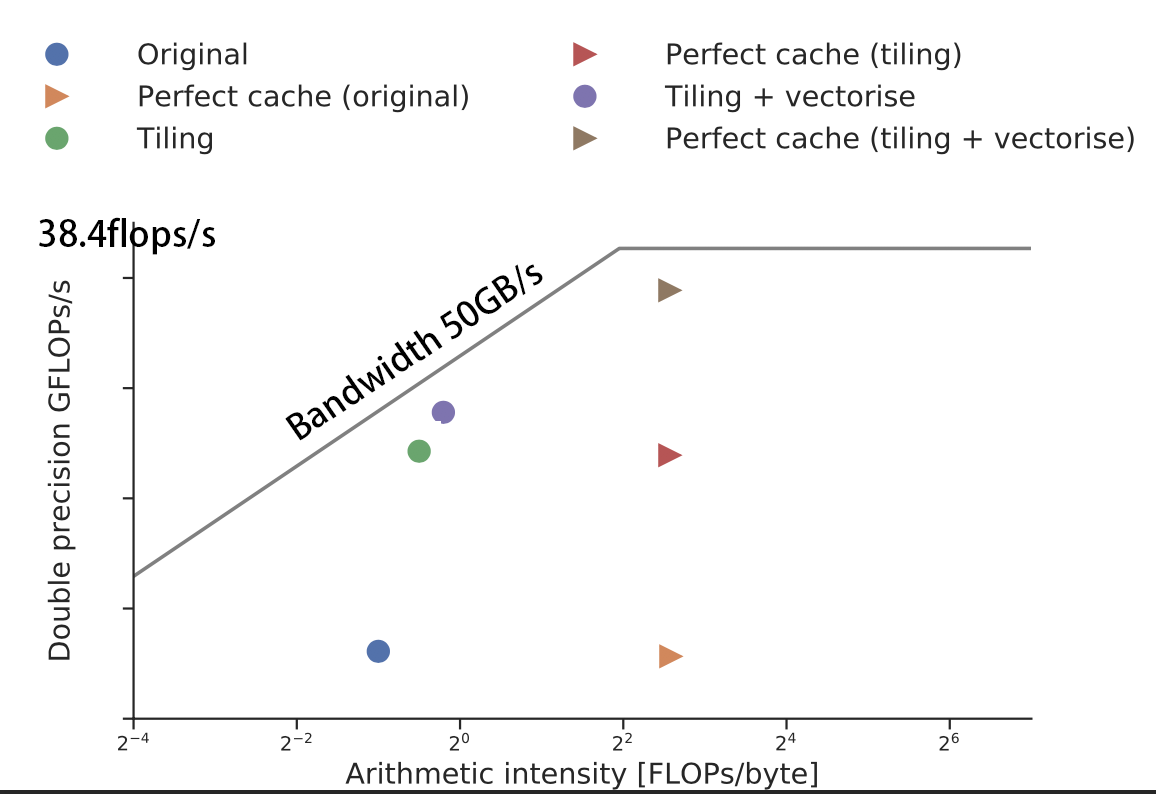 Original
Perfect cache (original)
Tiling
Perfect cache (tiling)
Tiling + vectorise
Perfect cache (tiling + vectorise)
38.4flops/s
Bandwidth 50GB/s
Double precision GFLOPs/s
2⁻⁴ 2⁻² 2⁰ 2² 2⁴ 2⁶
Arithmetic intensity [FLOPs/byte]